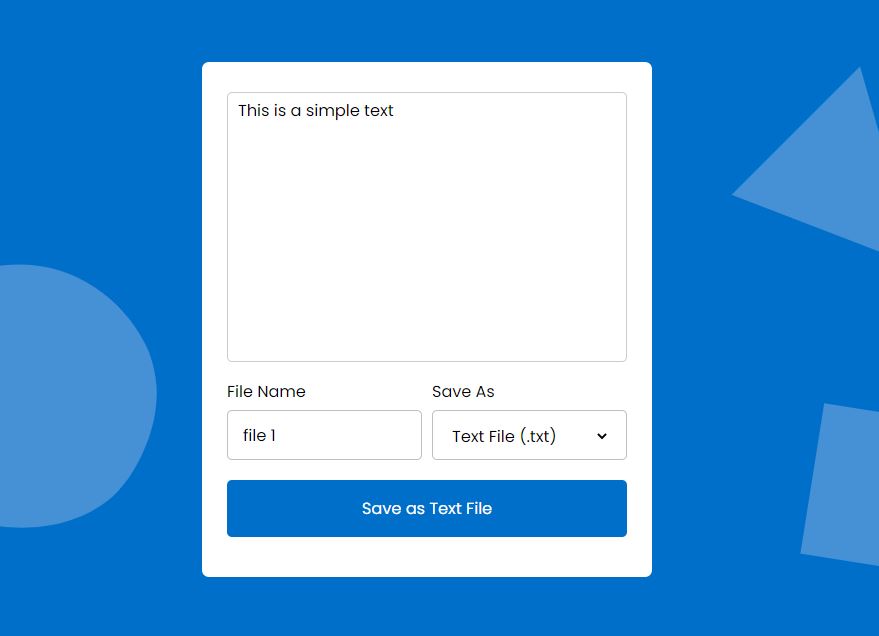 This is a simple text
File Name
Save As
file 1
Text File (.txt)
Save as Text File